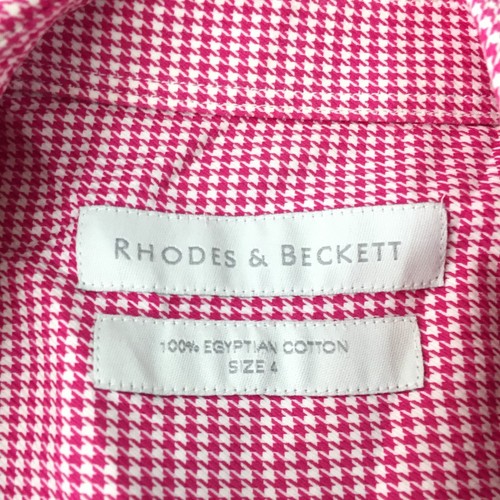 RHODES & BECKETT
100% EGYPTIAN COTTON
SIZE 4